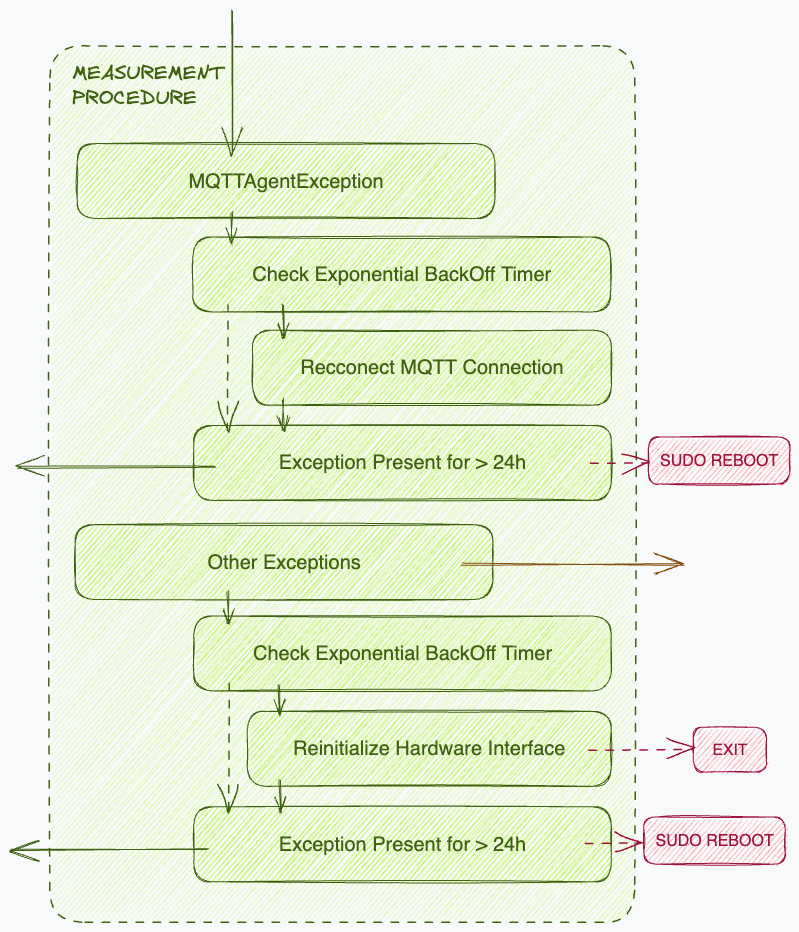 MEASUREMENT
PROCEDURE
MQTTAgentException
Check Exponential BackOff Timer
Recconect MQTT Connection
Exception Present for > 24h
SUDO REBOOT
Other Exceptions
Check Exponential BackOff Timer
Reinitialize Hardware Interface
EXIT
Exception Present for > 24h
SUDO REBOOT